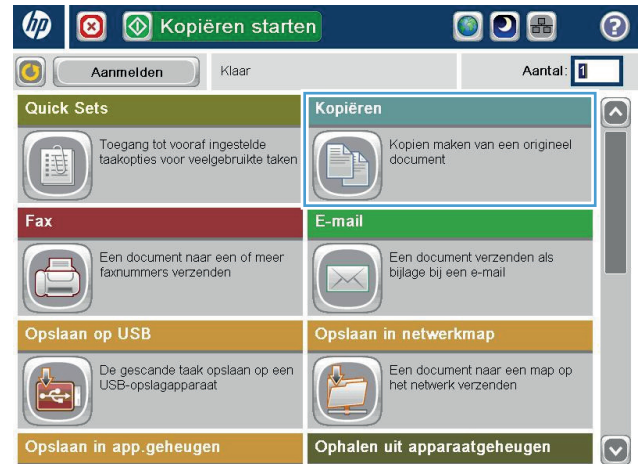 hp
Kopiëren starten
?
Aanmelden
Klaar
Aantal: 1
Quick Sets
Toegang tot vooraf ingestelde
taakopties voor veelgebruikte taken
Kopiëren
Kopien maken van een origineel
document
Fax
Een document naar een of meer
faxnummers verzenden
E-mail
Een document verzenden als
bijlage bij een e-mail
Opslaan op USB
De gescande taak opslaan op een
USB-opslagapparaat
Opslaan in netwerkmap
Een document naar een map op
het netwerk verzenden
Opslaan in app.geheugen
Ophalen uit apparaatgeheugen